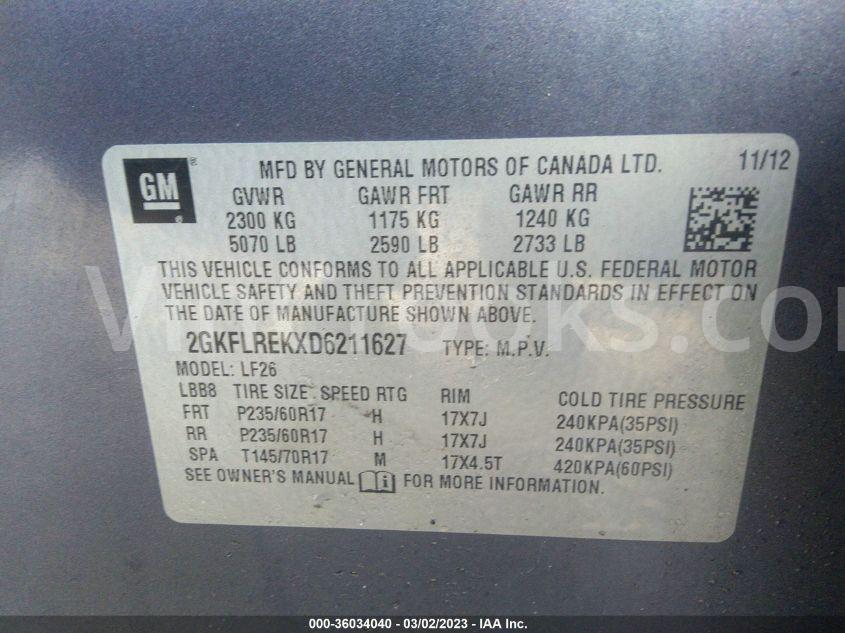 GM
MFD BY GENERAL MOTORS OF CANADA LTD. 11/12
GVWR GAWR FRT GAWR RR
2300 KG 1175 KG 1240 KG
5070 LB 2590 LB 2733 LB
THIS VEHICLE CONFORMS TO ALL APPLICABLE U.S. FEDERAL MOTOR
VEHICLE SAFETY AND THEFT PREVENTION STANDARDS IN EFFECT ON
THE DATE OF MANUFACTURE SHOWN ABOVE.
2GKFLREKXD6211627 TYPE: M.P.V.
MODEL: LF26
LBB8 TIRE SIZE SPEED RTG RIM COLD TIRE PRESSURE
FRT P235/60R17 H 17X7J 240KPA(35PSI)
RR P235/60R17 H 17X7J 240KPA(35PSI)
SPA T145/70R17 M 17X4.5T 420KPA(60PSI)
SEE OWNER'S MANUAL FOR MORE INFORMATION.
000-36034040 - 03/02/2023 - IAA Inc.